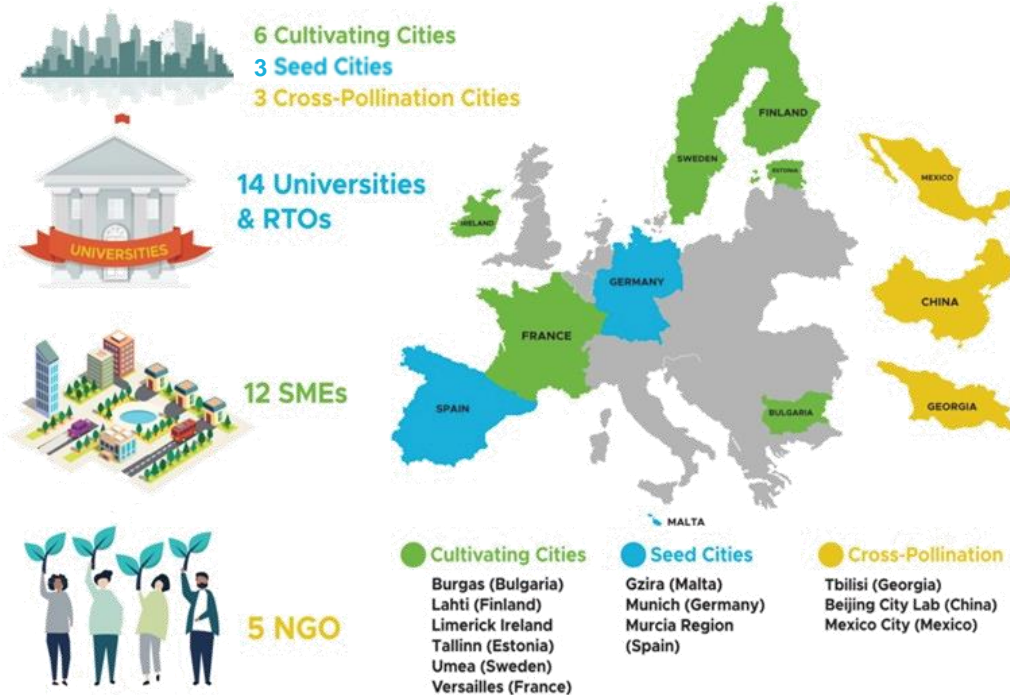 6 Cultivating Cities
3 Seed Cities
3 Cross-Pollination Cities
14 Universities
& RTOs
UNIVERSITIES
12 SMEs
5 NGO
FINLAND
SWEDEN
ESTONIA
IRELAND
GERMANY
FRANCE
SPAIN
BULGARIA
MALTA
MEXICO
CHINA
GEORGIA
Cultivating Cities
Burgas (Bulgaria)
Lahti (Finland)
Limerick Ireland
Tallinn (Estonia)
Umea (Sweden)
Versailles (France)
Seed Cities
Gzira (Malta)
Munich (Germany)
Murcia Region
(Spain)
Cross-Pollination
Tbilisi (Georgia)
Beijing City Lab (China)
Mexico City (Mexico)